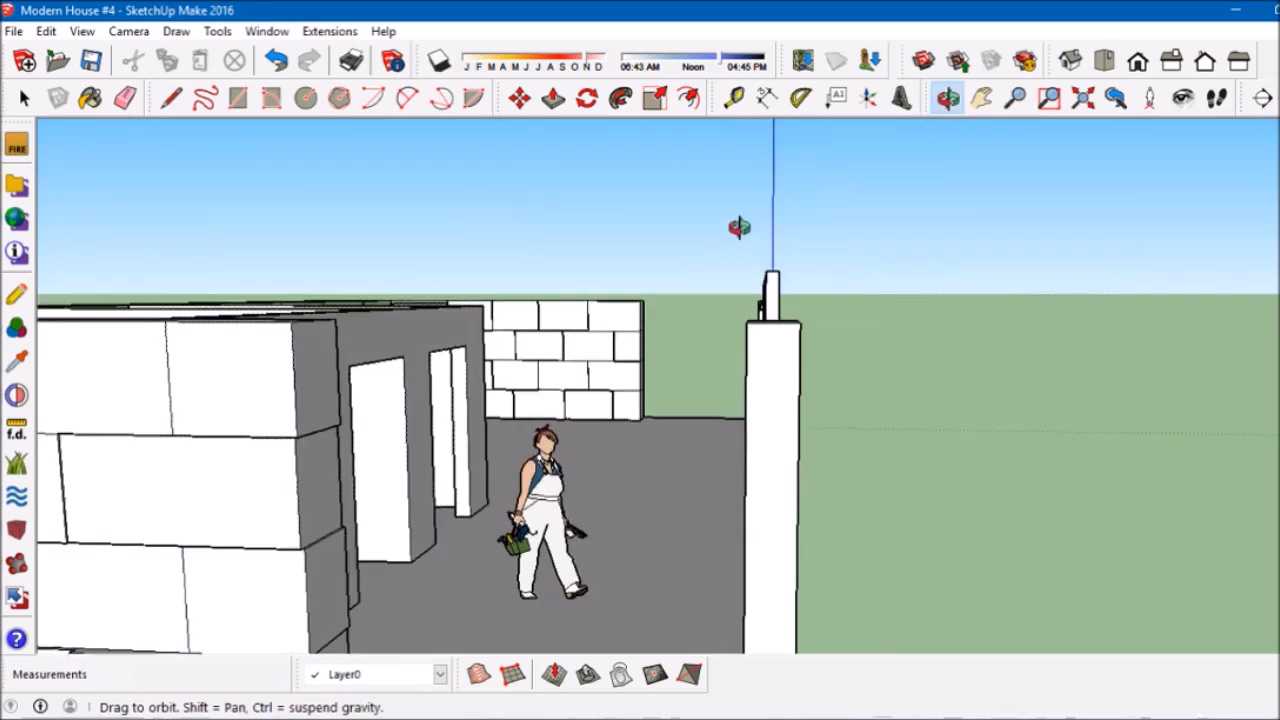 Modern House #4 - SketchUp Make 2016
File Edit View Camera Draw Tools Window Extensions Help
J F M A M J J A S O N D 06:43 AM Noon 04:45 PM
A1
FIRE
f.d.
Measurements
Layer0
Drag to orbit. Shift = Pan, Ctrl = suspend gravity.